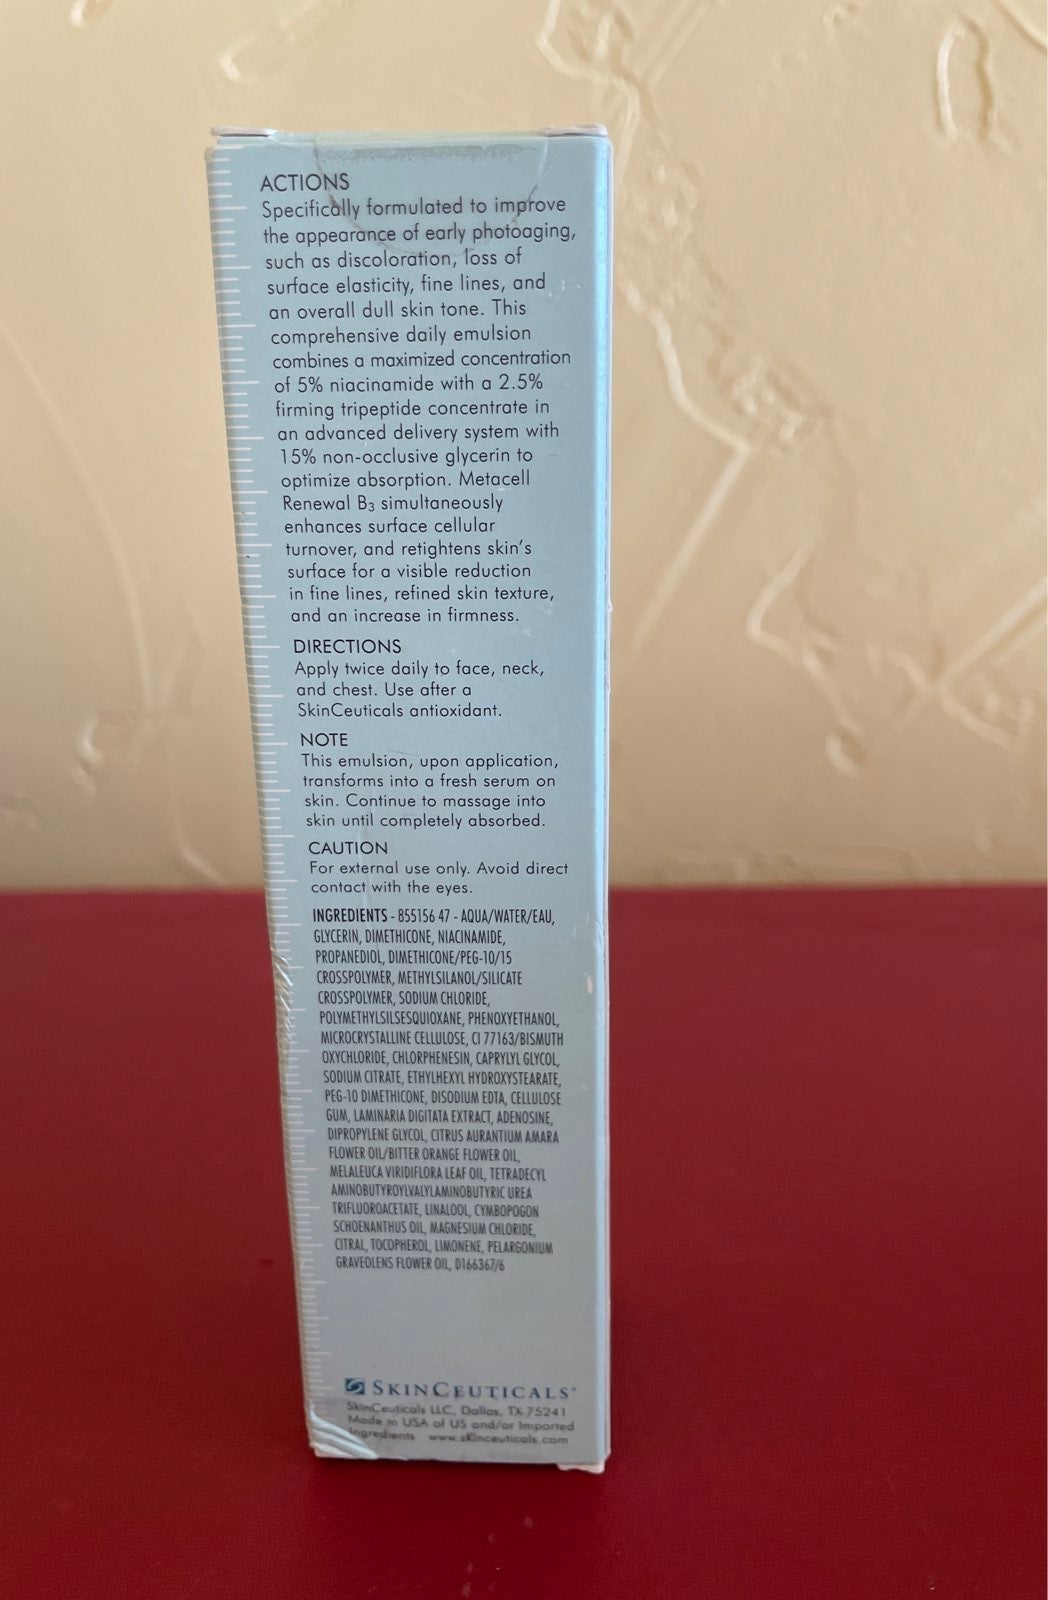 ACTIONS
Specifically formulated to improve
the appearance of early photoaging,
such as discoloration, loss of
surface elasticity, fine lines, and
an overall dull skin tone. This
comprehensive daily emulsion
combines a maximized concentration
of 5% niacinamide with a 2.5%
firming tripeptide concentrate in
an advanced delivery system with
15% non-occlusive glycerin to
optimize absorption. Metacell
Renewal B₃ simultaneously
enhances surface cellular
turnover, and retightens skin's
surface for a visible reduction
in fine lines, refined skin texture,
and an increase in firmness.
DIRECTIONS
Apply twice daily to face, neck,
and chest. Use after a
SkinCeuticals antioxidant.
NOTE
This emulsion, upon application,
transforms into a fresh serum on
skin. Continue to massage into
skin until completely absorbed.
CAUTION
For external use only. Avoid direct
contact with the eyes.
INGREDIENTS - 855156 47 - AQUA/WATER/EAU,
GLYCERIN, DIMETHICONE, NIACINAMIDE,
PROPANEDIOL, DIMETHICONE/PEG-10/15
CROSSPOLYMER, METHYLSILANOL/SILICATE
CROSSPOLYMER, SODIUM CHLORIDE,
POLYMETHYLSILSESQUIOXANE, PHENOXYETHANOL,
MICROCRYSTALLINE CELLULOSE, CI 77163/BISMUTH
OXYCHLORIDE, CHLORPHENESIN, CAPRYLYL GLYCOL,
SODIUM CITRATE, ETHYLHEXYL HYDROXYSTEARATE,
PEG-10 DIMETHICONE, DISODIUM EDTA, CELLULOSE
GUM, LAMINARIA DIGITATA EXTRACT, ADENOSINE,
DIPROPYLENE GLYCOL, CITRUS AURANTIUM AMARA
FLOWER OIL/BITTER ORANGE FLOWER OIL,
MELALEUCA VIRIDIFLORA LEAF OIL, TETRADECYL
AMINOBUTYROYLVALYLAMINOBUTYRIC UREA
TRIFLUOROACETATE, LINALOOL, CYMBOPOGON
SCHOENANTHUS OIL, MAGNESIUM CHLORIDE,
CITRAL, TOCOPHEROL, LIMONENE, PELARGONIUM
GRAVEOLENS FLOWER OIL, D166367/6
SKINCEUTICALS®
SkinCeuticals LLC, Dallas, TX 75241
Made in USA of US and/or Imported
Ingredients www.skinceuticals.com